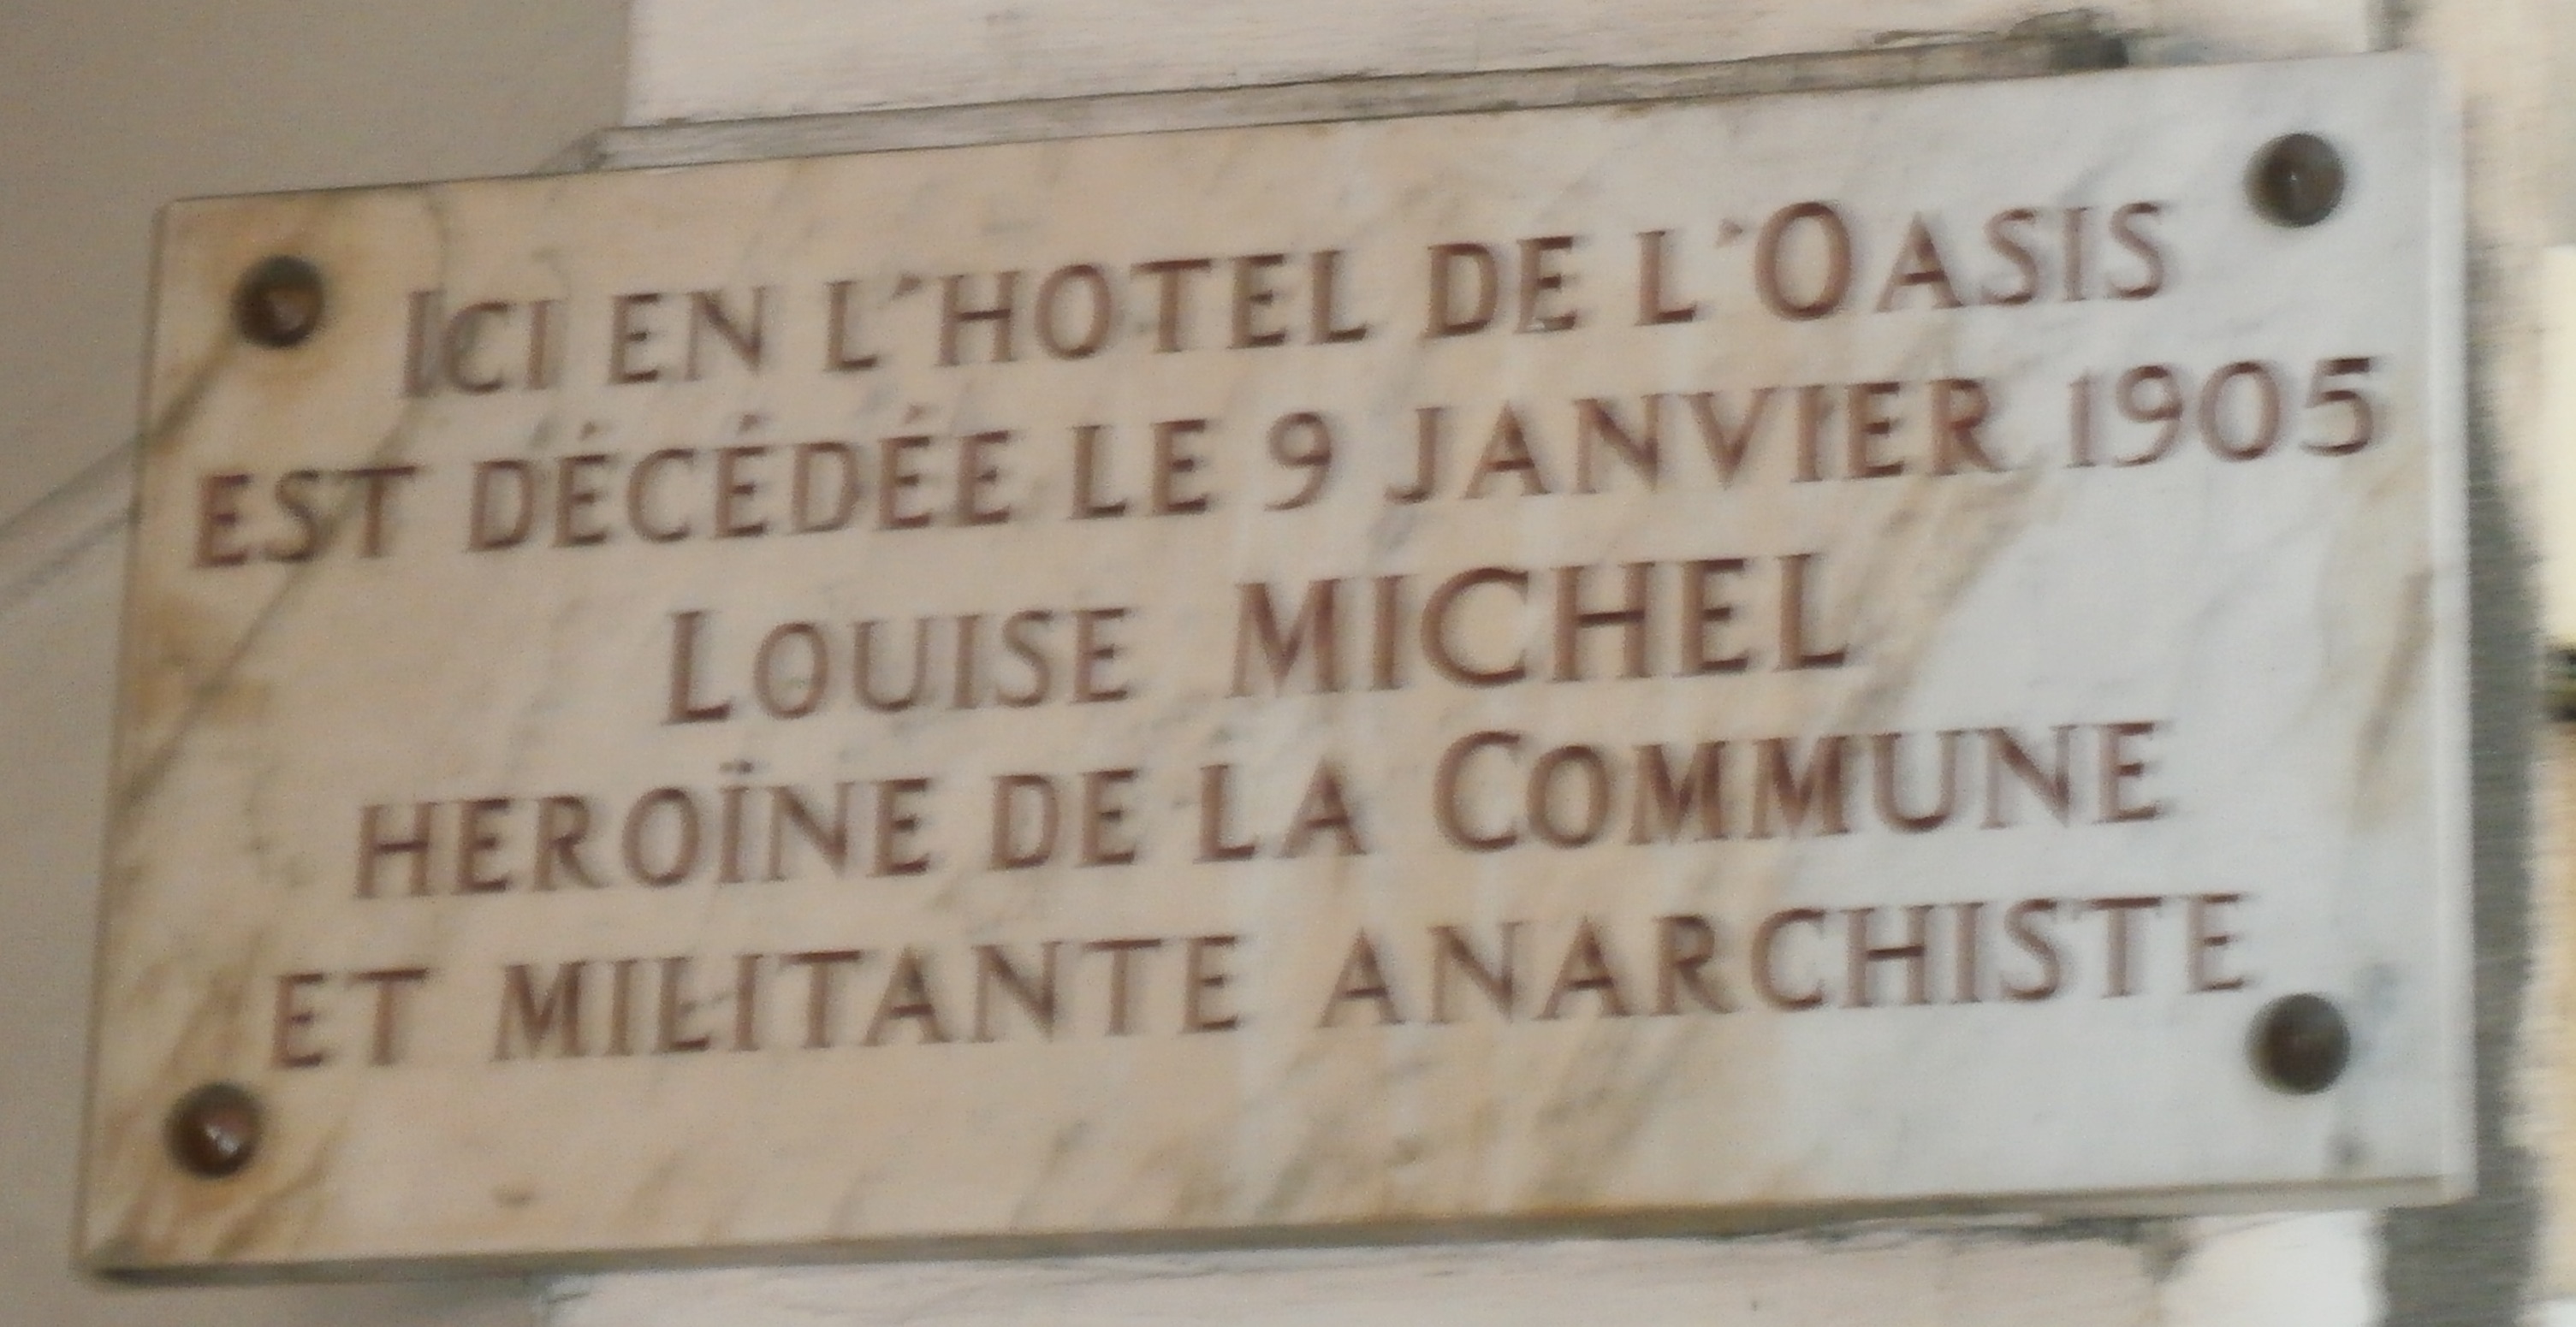 ICI EN L'HOTEL DE L'OASIS
EST DÉCÉDÉE LE 9 JANVIER 1905
LOUISE MICHEL
HEROÏNE DE LA COMMUNE
ET MILITANTE ANARCHISTE